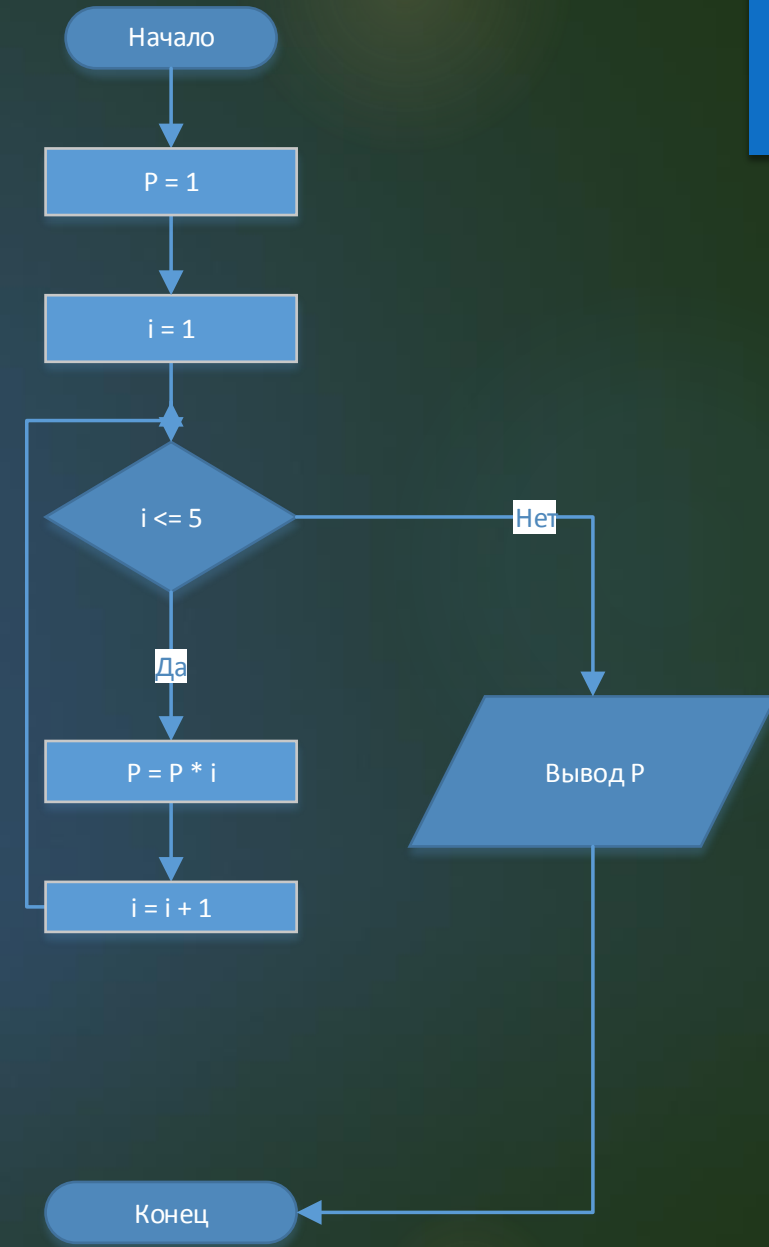 Начало
P = 1
i = 1
i <= 5
Нет
Да
P = P * i
Вывод P
i = i + 1
Конец